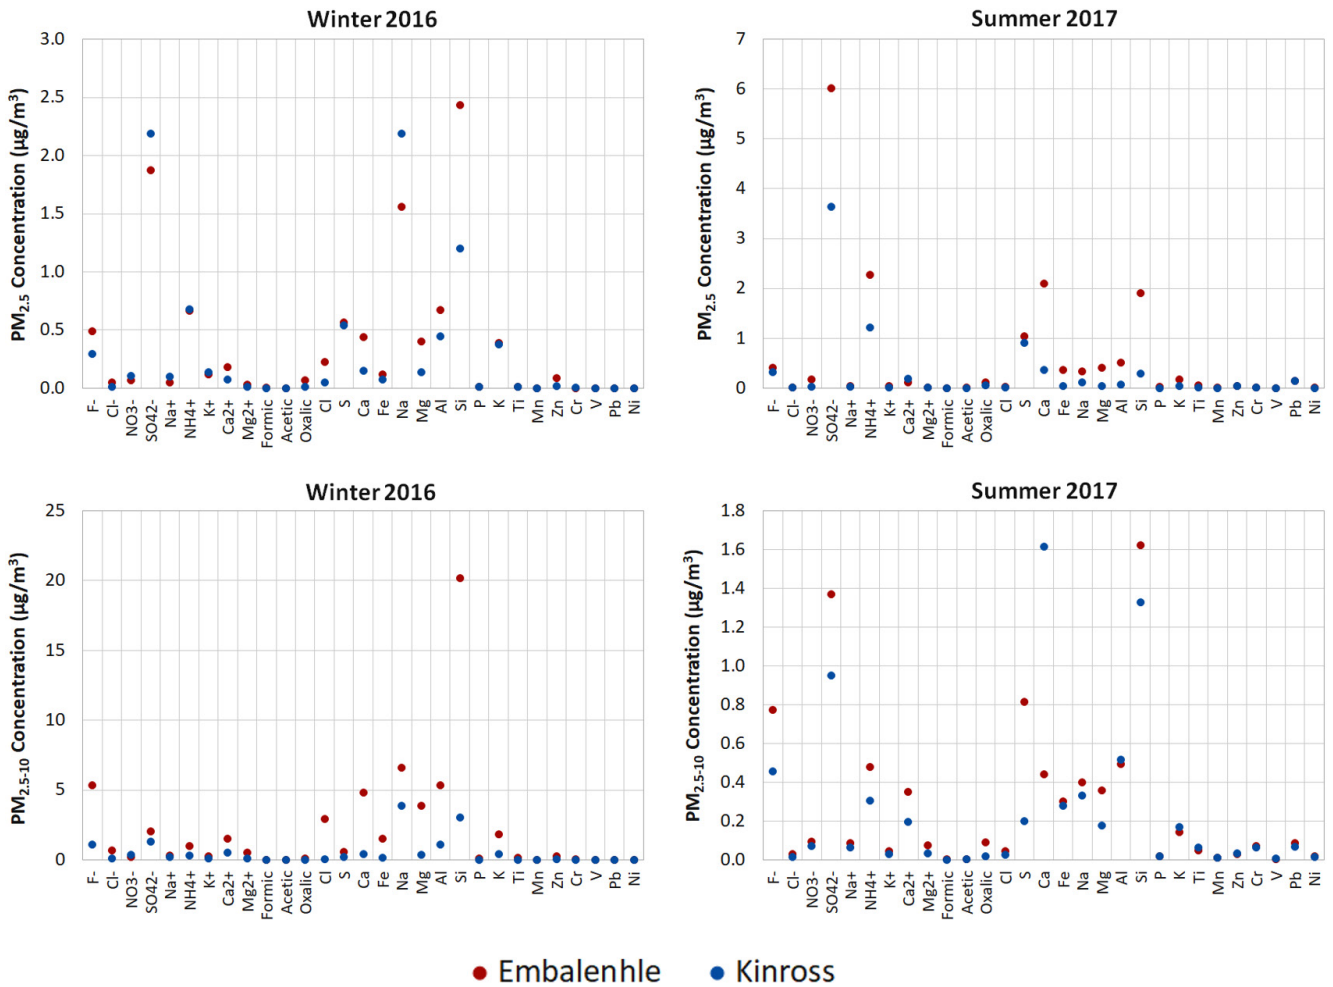 Winter 2016
PM2.5 Concentration (µg/m³)
3.0
2.5
2.0
1.5
1.0
0.5
0.0
F- Cl- NO3- SO42- Na+ NH4+ K+ Ca2+ Mg2+ Formic Acetic Oxalic Cl S Ca Fe Na Mg Al Si P K Ti Mn Zn Cr V Pb Ni
Summer 2017
PM2.5 Concentration (µg/m³)
7
6
5
4
3
2
1
0
F- Cl- NO3- SO42- Na+ NH4+ K+ Ca2+ Mg2+ Formic Acetic Oxalic Cl S Ca Fe Na Mg Al Si P K Ti Mn Zn Cr V Pb Ni
Winter 2016
PM2.5-10 Concentration (µg/m³)
25
20
15
10
5
0
F- Cl- NO3- SO42- Na+ NH4+ K+ Ca2+ Mg2+ Formic Acetic Oxalic Cl S Ca Fe Na Mg Al Si P K Ti Mn Zn Cr V Pb Ni
Summer 2017
PM2.5-10 Concentration (µg/m³)
1.8
1.6
1.4
1.2
1.0
0.8
0.6
0.4
0.2
0.0
F- Cl- NO3- SO42- Na+ NH4+ K+ Ca2+ Mg2+ Formic Acetic Oxalic Cl S Ca Fe Na Mg Al Si P K Ti Mn Zn Cr V Pb Ni
Embalenhle Kinross